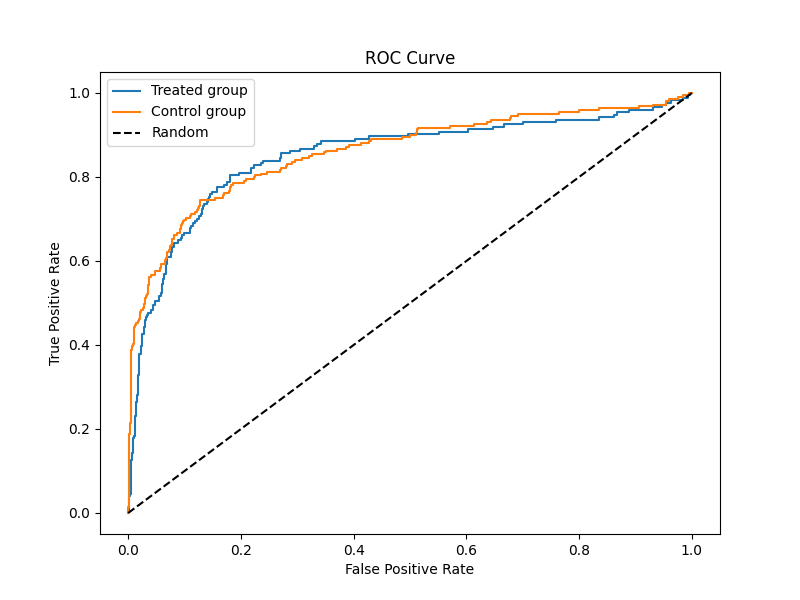 ROC Curve
Treated group
Control group
Random
True Positive Rate
1.0
0.8
0.6
0.4
0.2
0.0
0.0 0.2 0.4 0.6 0.8 1.0
False Positive Rate